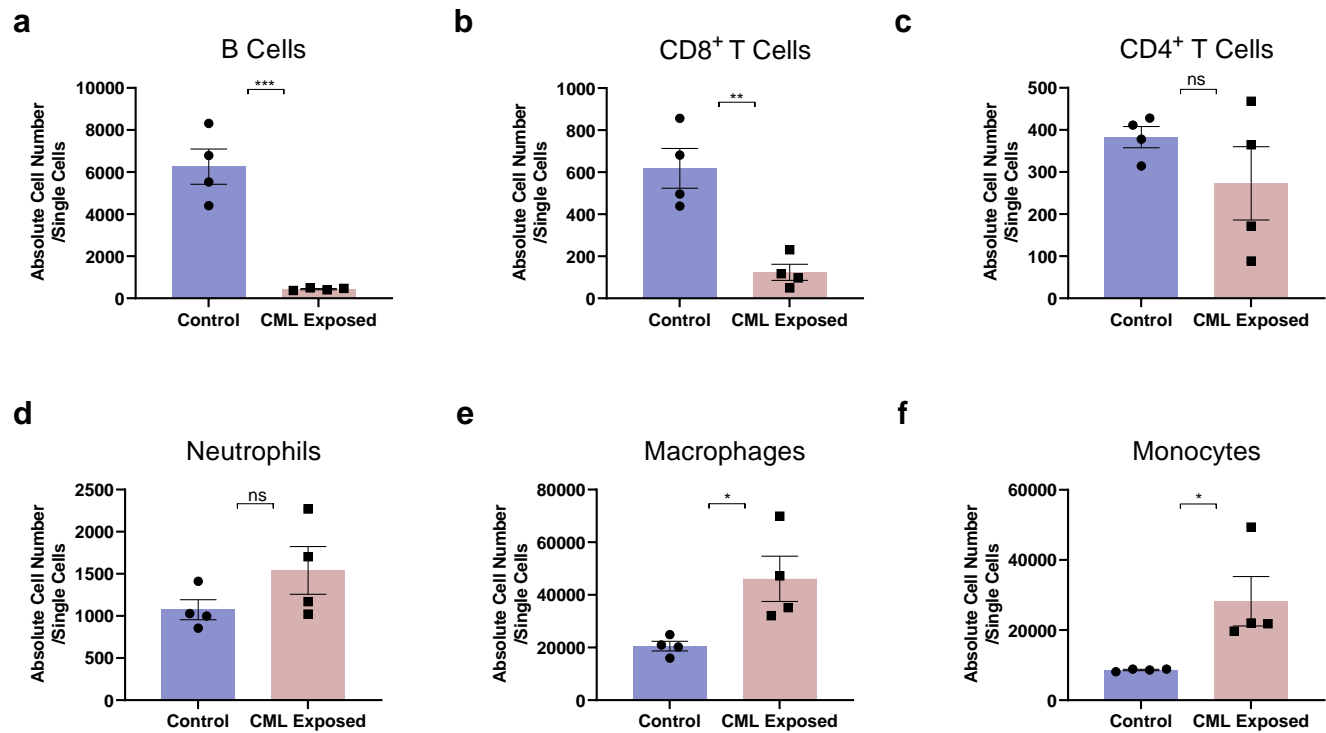 a
B Cells
Absolute Cell Number
/Single Cells
10000
8000
6000
4000
2000
0
***
Control
CML Exposed
b
CD8+ T Cells
Absolute Cell Number
/Single Cells
1000
800
600
400
200
0
**
Control
CML Exposed
c
CD4+ T Cells
Absolute Cell Number
/Single Cells
500
400
300
200
100
0
ns
Control
CML Exposed
d
Neutrophils
Absolute Cell Number
/Single Cells
2500
2000
1500
1000
500
0
ns
Control
CML Exposed
e
Macrophages
Absolute Cell Number
/Single Cells
80000
60000
40000
20000
0
*
Control
CML Exposed
f
Monocytes
Absolute Cell Number
/Single Cells
60000
40000
20000
0
*
Control
CML Exposed